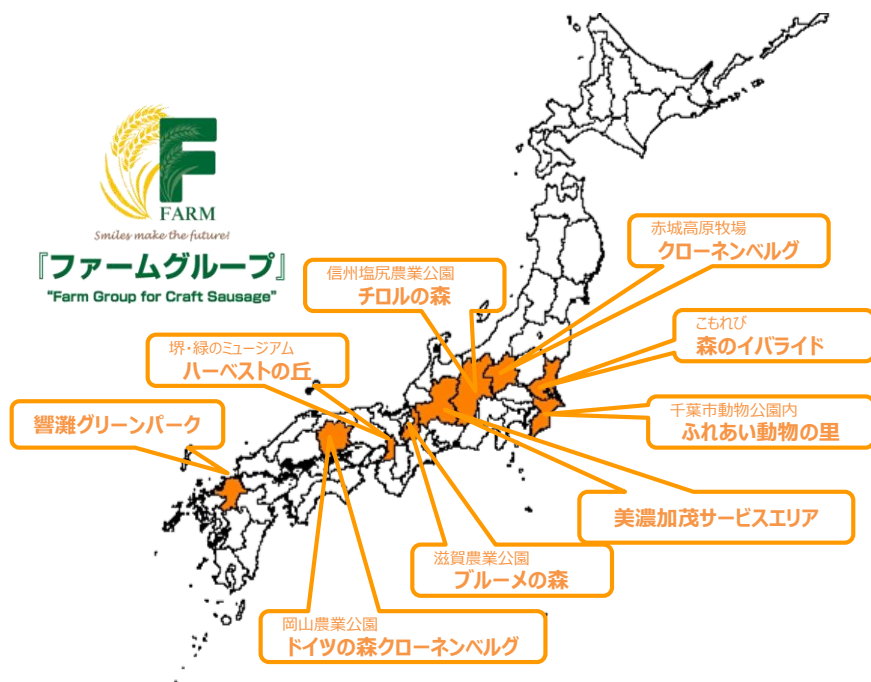 F
FARM
Smiles make the future!
『ファームグループ』
"Farm Group for Craft Sausage"
赤城高原牧場
クローネンベルグ
信州塩尻農業公園
チロルの森
こもれび
森のイバライド
堺・緑のミュージアム
ハーベストの丘
千葉市動物公園内
ふれあい動物の里
響灘グリーンパーク
美濃加茂サービスエリア
滋賀農業公園
ブルーメの森
岡山農業公園
ドイツの森クローネンベルグ